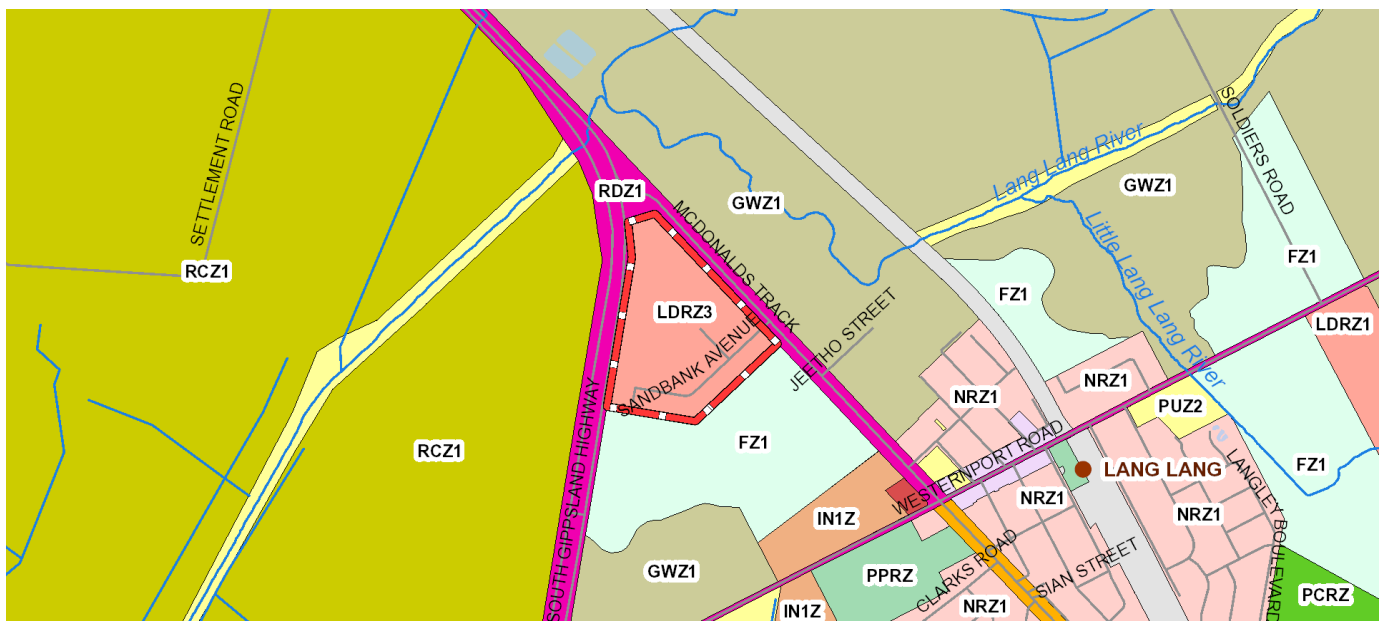 SETTLEMENT ROAD
SOLDIERS ROAD
Lang Lang River
GWZ1
RDZ1
GWZ1
MCDONALDS TRACK
Little Lang Lang River
FZ1
RCZ1
FZ1
LDRZ3
LDRZ1
JEETHO STREET
SANDBANK AVENUE
NRZ1
NRZ1
PUZ2
SOUTH GIPPSLAND HIGHWAY
FZ1
RCZ1
WESTERNPORT ROAD
LANG LANG
FZ1
LANGLEY BOULEVARD
NRZ1
NRZ1
IN1Z
GWZ1
PPRZ
CLARKS ROAD
SIAN STREET
PCRZ
IN1Z
NRZ1